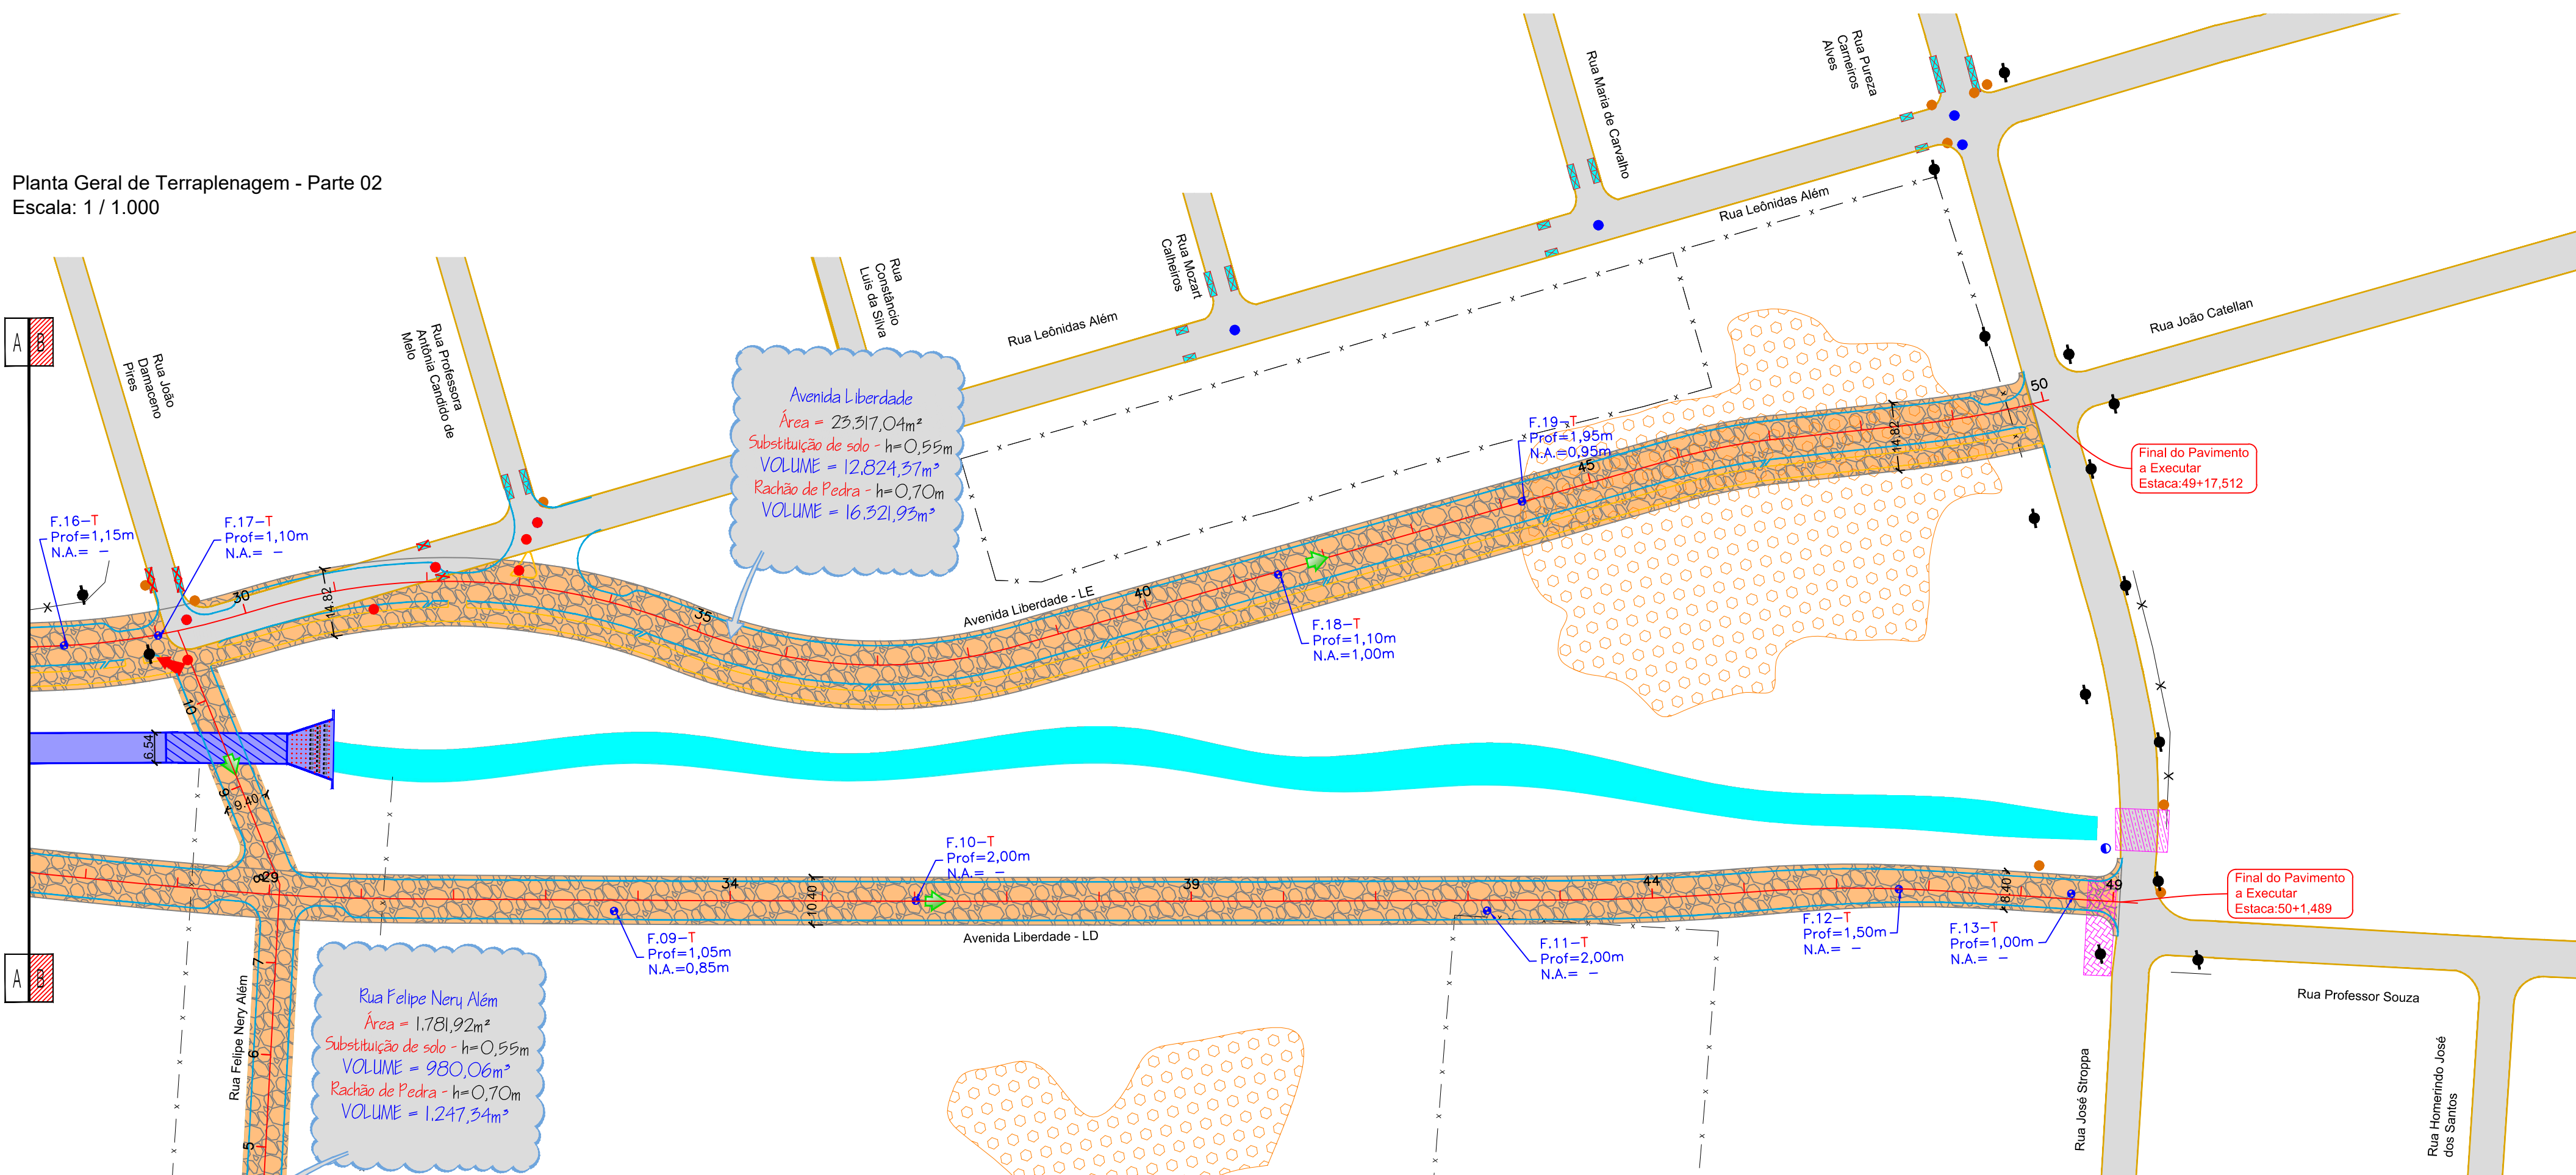 Planta Geral de Terraplenagem - Parte 02
Escala: 1 / 1.000
Rua Pureza
Carneiros
Alves
Rua Maria de Carvalho
Rua Leônidas Além
Rua Mozart
Calheiros
Rua
Constâncio
Luis da Silva
Rua Leônidas Além
Rua João Catellan
Rua Professora
Antônia Candido de
Melo
Rua João
Damaceno
Pires
A B
Avenida Liberdade
Área = 23.317,04m²
Substituição de solo - h=0,55m
VOLUME = 12,824,37m³
Rachão de Pedra - h=0,70m
VOLUME = 16.321,93m³
50
F.19-T
Prof=1,95m
N.A.=0,95m
45
14,82
Final do Pavimento
a Executar
Estaca:49+17,512
F.16-T
Prof=1,15m
N.A.= -
F.17-T
Prof=1,10m
N.A.= -
30
14,82
35
40
Avenida Liberdade - LE
F.18-T
Prof=1,10m
N.A.=1,00m
10
6.54
9
9.40
8
29
F.10-T
Prof=2,00m
N.A.= -
34
10.40
39
44
8.40
49
Final do Pavimento
a Executar
Estaca:50+1,489
F.09-T
Prof=1,05m
N.A.=0,85m
Avenida Liberdade - LD
F.11-T
Prof=2,00m
N.A.= -
F.12-T
Prof=1,50m
N.A.= -
F.13-T
Prof=1,00m
N.A.= -
A B
7
6
5
Rua Felipe Nery Além
Rua Felipe Nery Além
Área = 1.781,92m²
Substituição de solo - h=0,55m
VOLUME = 980,06m³
Rachão de Pedra - h=0,70m
VOLUME = 1.247,34m³
Rua Professor Souza
Rua José Stroppa
Rua Homerindo José
dos Santos